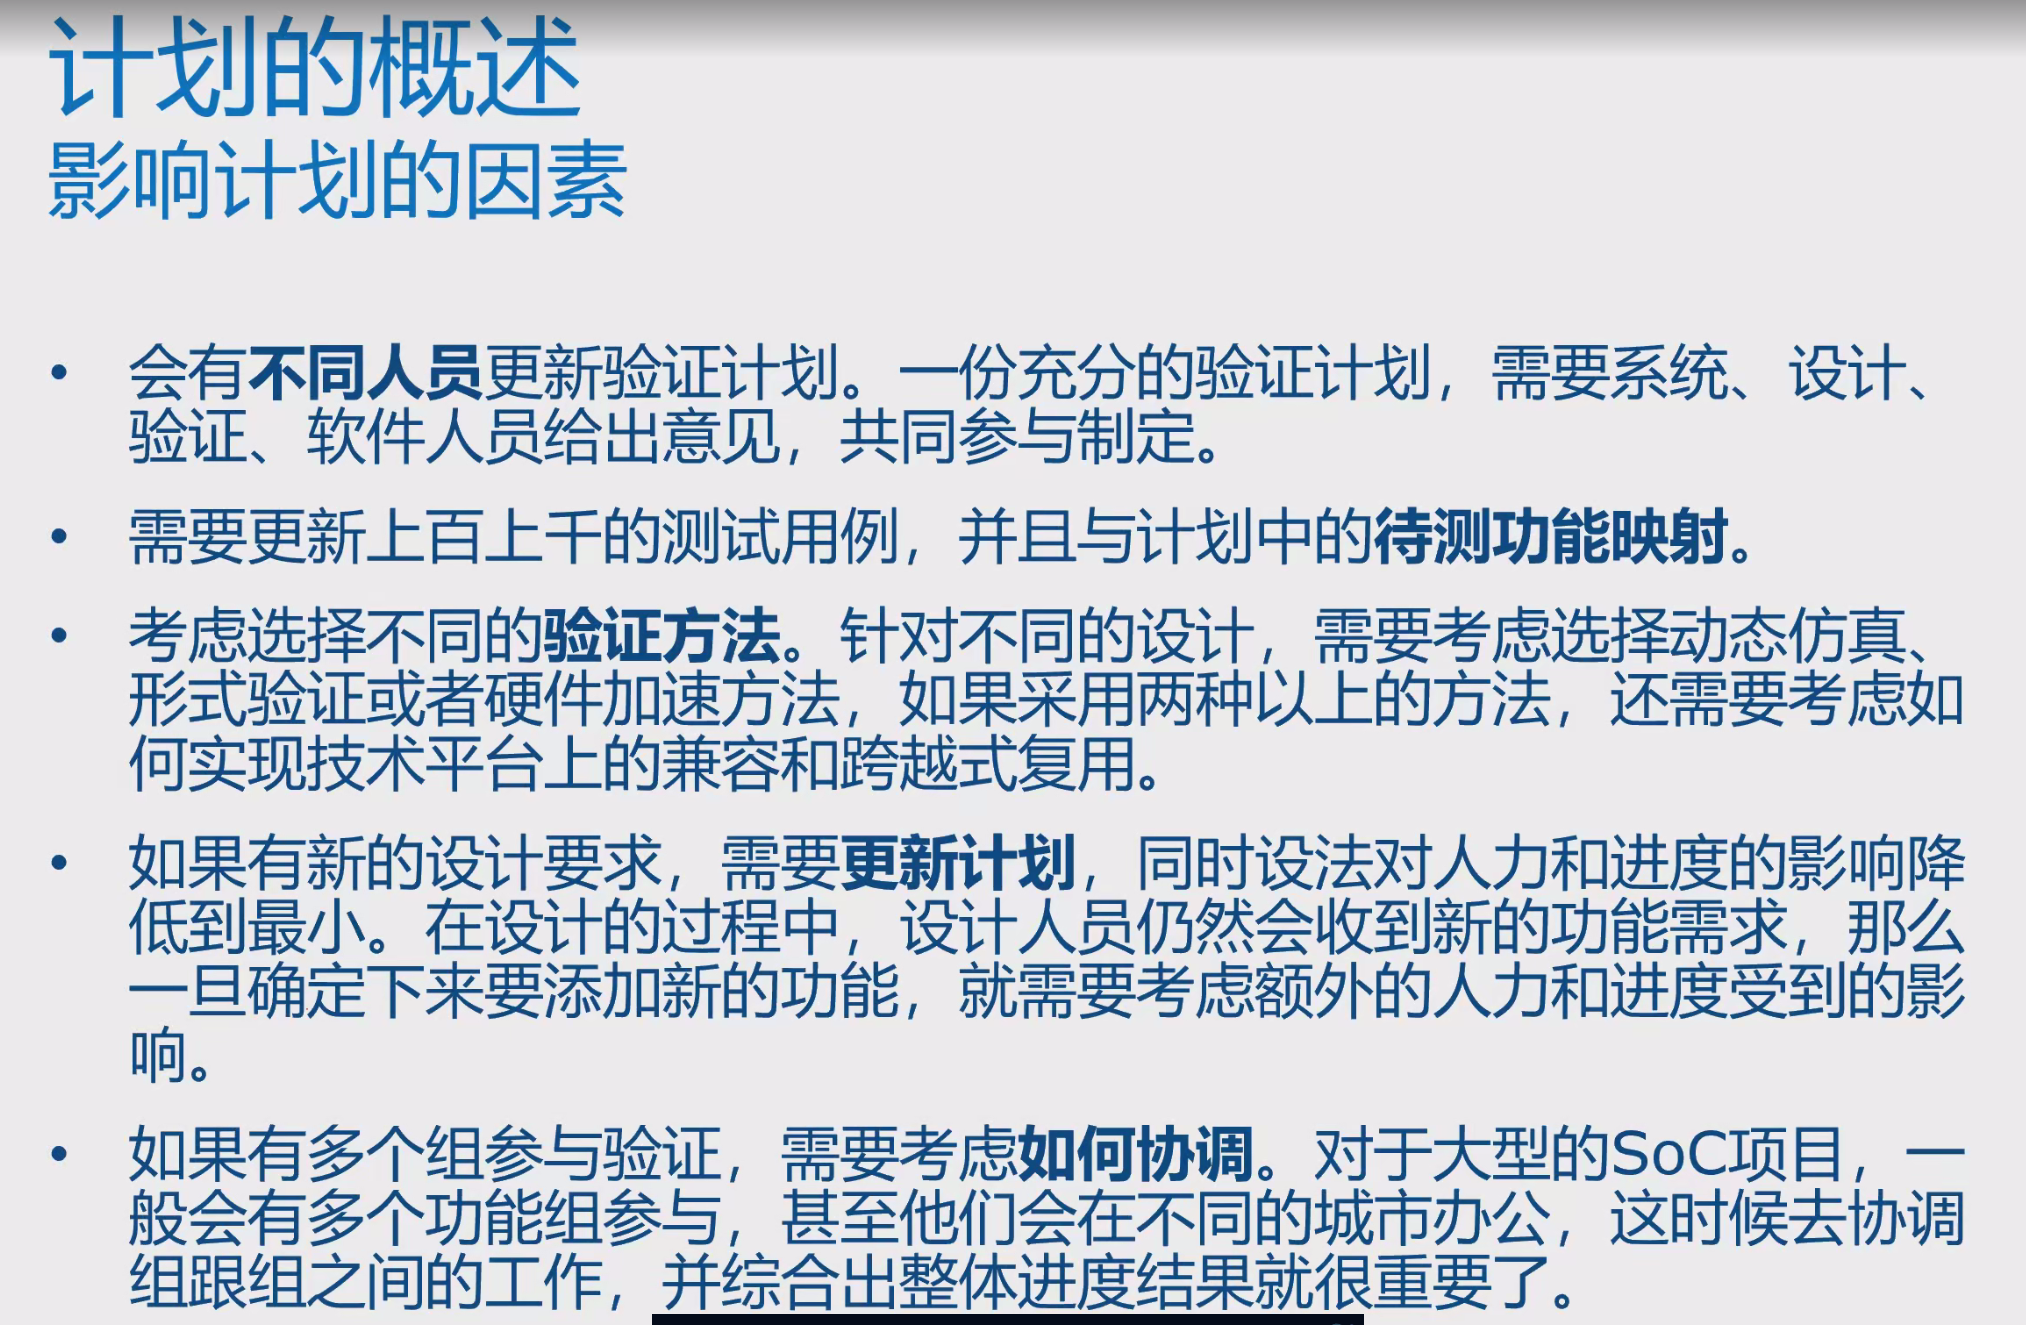 计划的概述
影响计划的因素
• 会有不同人员更新验证计划。一份充分的验证计划，需要系统、设计、
验证、软件人员给出意见，共同参与制定。
• 需要更新上百上千的测试用例，并且与计划中的待测功能映射。
• 考虑选择不同的验证方法。针对不同的设计，需要考虑选择动态仿真、
形式验证或者硬件加速方法，如果采用两种以上的方法，还需要考虑如
何实现技术平台上的兼容和跨越式复用。
• 如果有新的设计要求，需要更新计划，同时设法对人力和进度的影响降
低到最小。在设计的过程中，设计人员仍然会收到新的功能需求，那么
一旦确定下来要添加新的功能，就需要考虑额外的人力和进度受到的影
响。
• 如果有多个组参与验证，需要考虑如何协调。对于大型的SoC项目，一
般会有多个功能组参与，甚至他们会在不同的城市办公，这时候去协调
组跟组之间的工作，并综合出整体进度结果就很重要了。